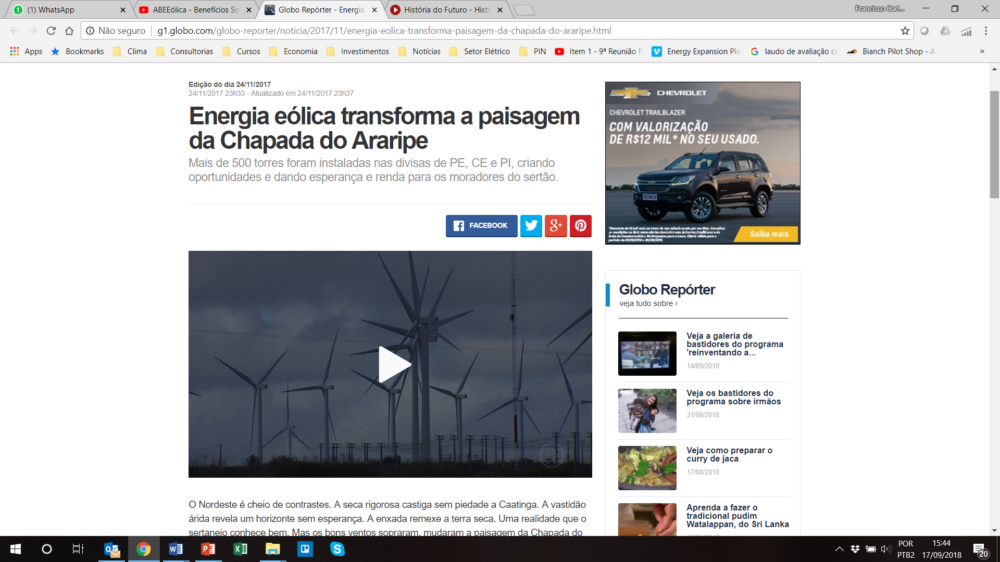 (1) WhatsApp
ABEEólica - Benefícios So
Globo Repórter - Energia
História do Futuro - Histó
Francisco Carl...
Não seguro
g1.globo.com/globo-reporter/noticia/2017/11/energia-eolica-transforma-paisagem-da-chapada-do-araripe.html
Apps
Bookmarks
Clima
Consultorias
Cursos
Economia
Investimentos
Notícias
Setor Elétrico
PIN
Item 1 - 9ª Reunião P
Energy Expansion Pla
laudo de avaliação cv
Bianch Pilot Shop - A
»
Edição do dia 24/11/2017
24/11/2017 23h33 - Atualizado em 24/11/2017 23h37
Energia eólica transforma a paisagem
da Chapada do Araripe
Mais de 500 torres foram instaladas nas divisas de PE, CE e PI, criando
oportunidades e dando esperança e renda para os moradores do sertão.
FACEBOOK
g+
O Nordeste é cheio de contrastes. A seca rigorosa castiga sem piedade a Caatinga. A vastidão
árida revela um horizonte sem esperança. A enxada remexe a terra seca. Uma realidade que o
sertanejo conhece bem. Mas os bons ventos sopraram, mudaram a paisagem da Chapada do
CHEVROLET
CHEVROLET TRAILBLAZER
COM VALORIZAÇÃO
DE R$12 MIL* NO SEU USADO.
Saiba mais
Globo Repórter
veja tudo sobre ›
Veja a galeria de
bastidores do programa
'reinventando a...
14/09/2018
Veja os bastidores do
programa sobre irmãos
31/08/2018
Veja como preparar o
curry de jaca
17/08/2018
Aprenda a fazer o
tradicional pudim
Watalappan, do Sri Lanka
POR
PTB2
15:44
17/09/2018
20